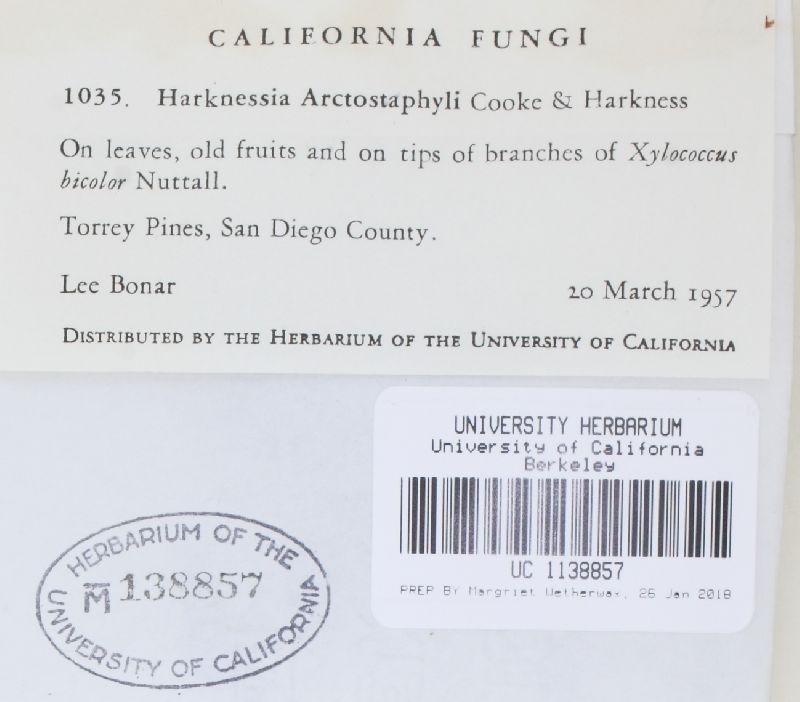 CALIFORNIA FUNGI
1035. Harknessia Arctostaphyli Cooke & Harkness
On leaves, old fruits and on tips of branches of Xylococcus
bicolor Nuttall.
Torrey Pines, San Diego County.
Lee Bonar 20 March 1957
DISTRIBUTED BY THE HERBARIUM OF THE UNIVERSITY OF CALIFORNIA
UNIVERSITY HERBARIUM
University of California
Berkeley
UC 1138857
PREP BY Margriet 26 Jan 2018
HERBARIUM OF THE
M 138857
UNIVERSITY OF CALIFORNIA